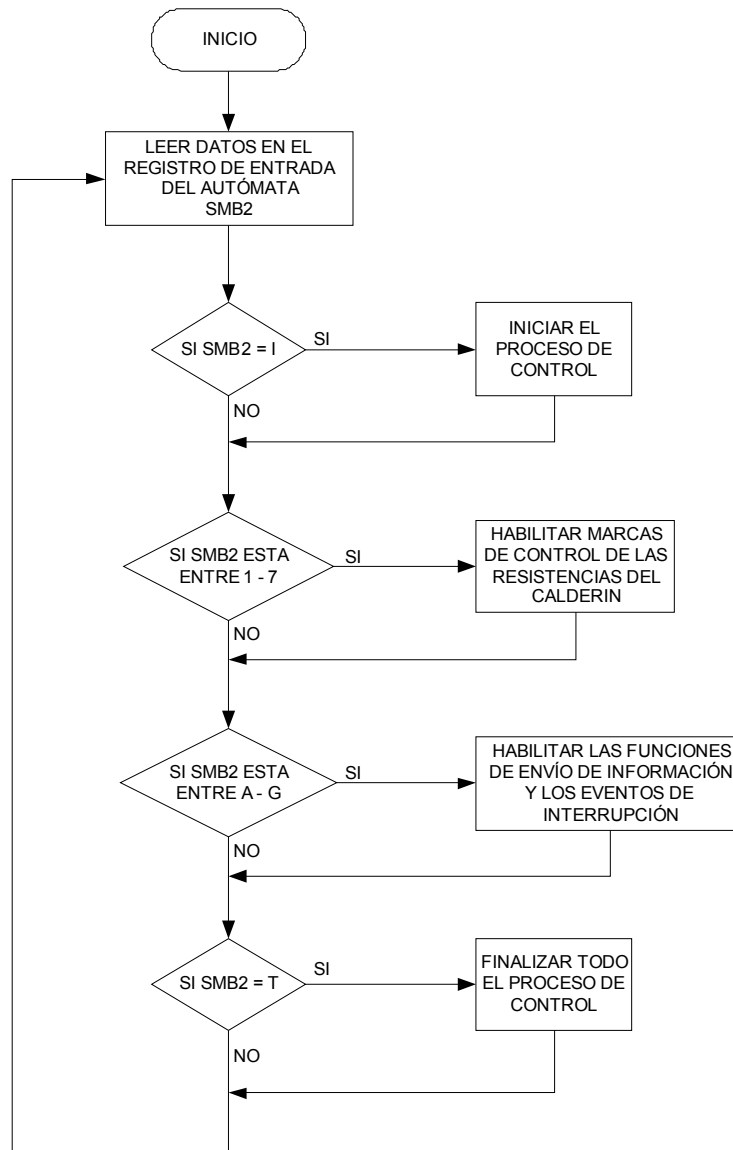 INICIO
LEER DATOS EN EL
REGISTRO DE ENTRADA
DEL AUTÓMATA
SMB2
SI SMB2 = I
SI
INICIAR EL
PROCESO DE
CONTROL
NO
SI SMB2 ESTA
ENTRE 1 - 7
SI
HABILITAR MARCAS
DE CONTROL DE LAS
RESISTENCIAS DEL
CALDERIN
NO
SI SMB2 ESTA
ENTRE A - G
SI
HABILITAR LAS FUNCIONES
DE ENVÍO DE INFORMACIÓN
Y LOS EVENTOS DE
INTERRUPCIÓN
NO
SI SMB2 = T
SI
FINALIZAR TODO
EL PROCESO DE
CONTROL
NO